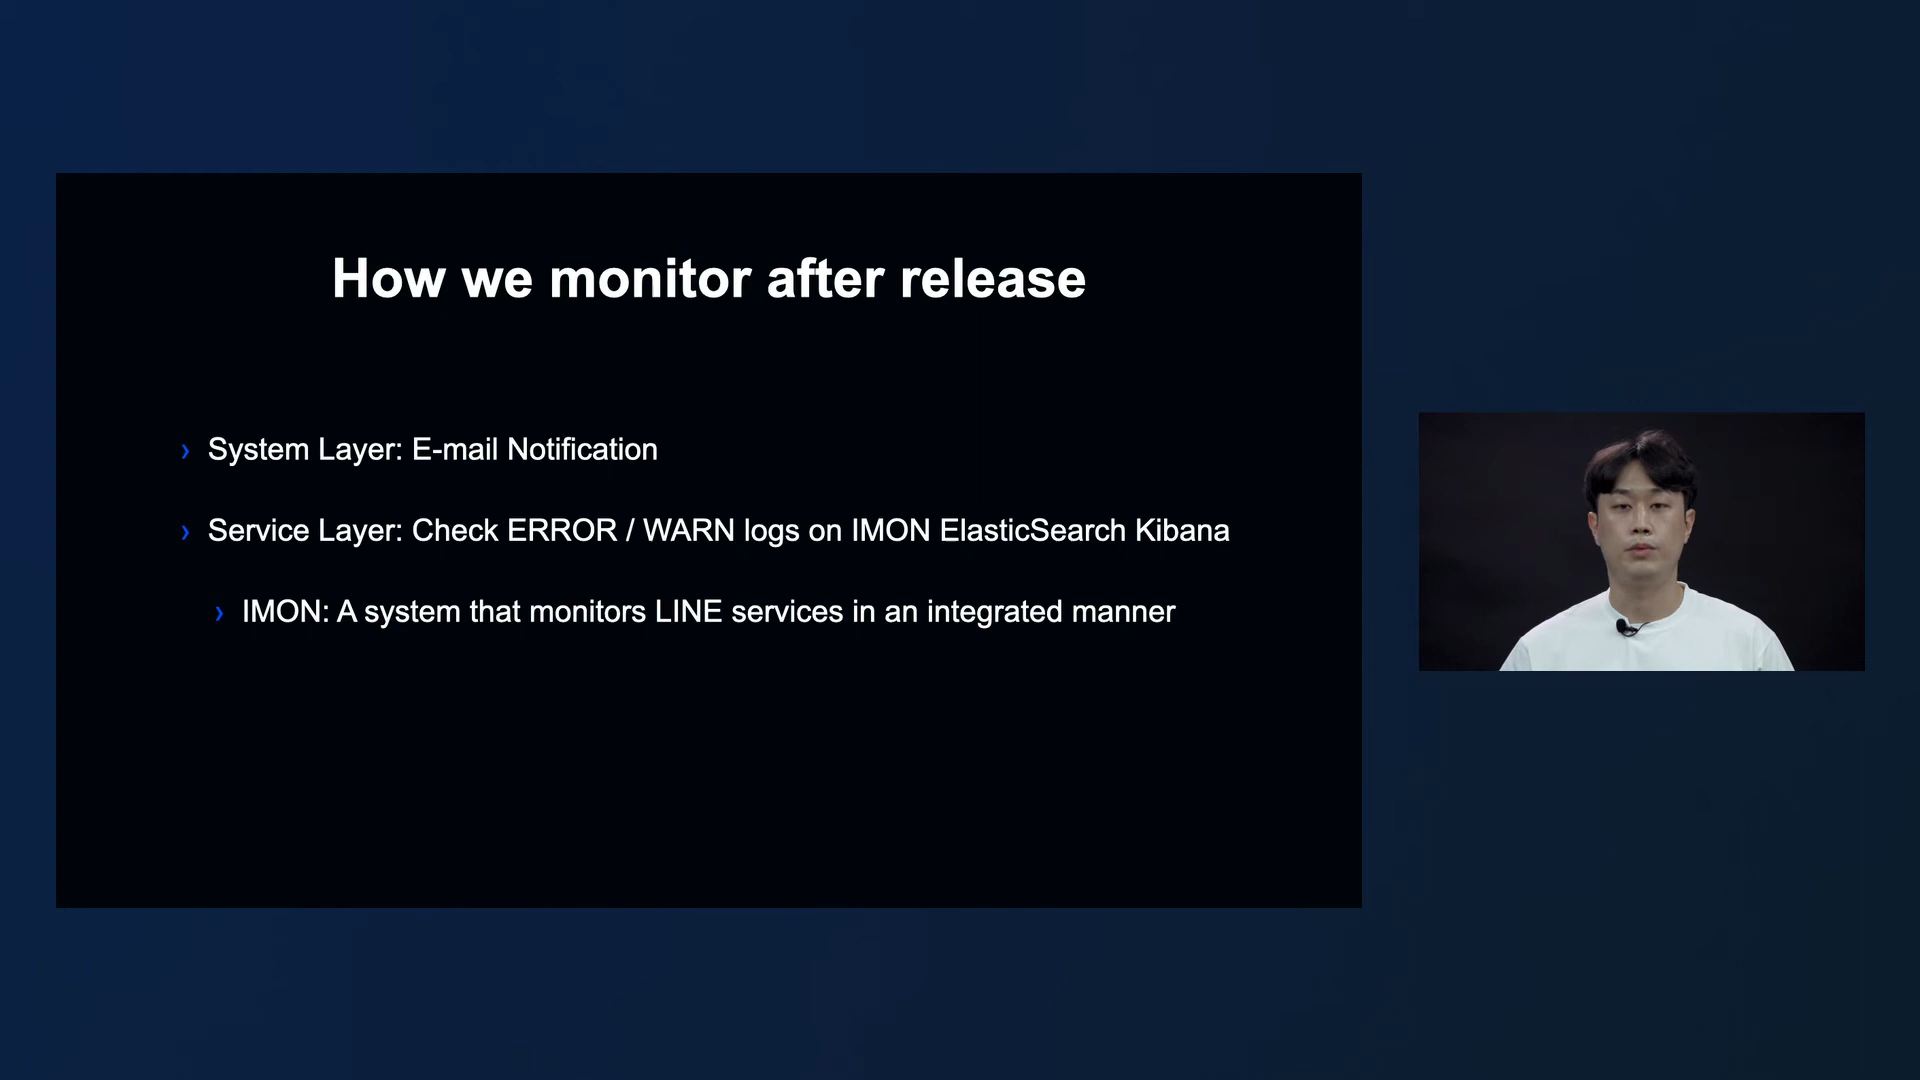 How we monitor after release
› System Layer: E-mail Notification
› Service Layer: Check ERROR / WARN logs on IMON ElasticSearch Kibana
› IMON: A system that monitors LINE services in an integrated manner